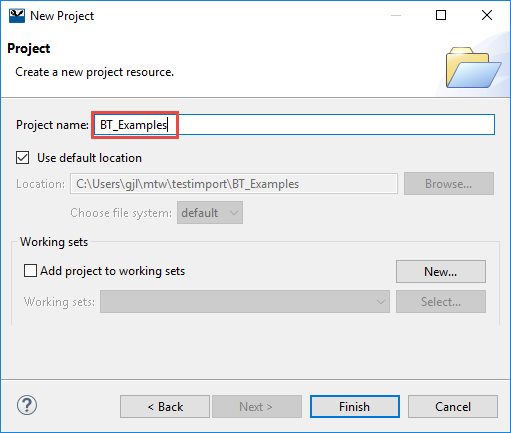 New Project
Project
Create a new project resource.
Project name: BT_Examples
Use default location
Location: C:\Users\gjl\mtw\testimport\BT_Examples Browse...
Choose file system: default
Working sets
Add project to working sets New...
Working sets: Select...
? < Back Next > Finish Cancel